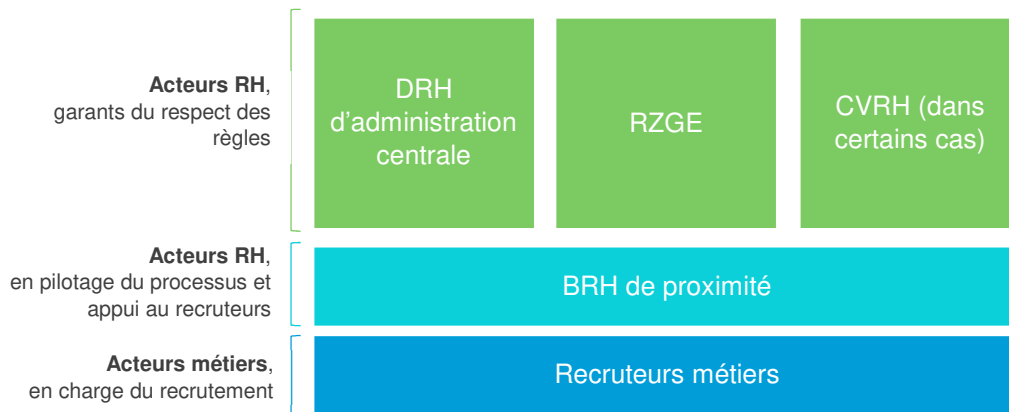 Acteurs RH,
garants du respect des
règles
DRH
d'administration
centrale
RZGE
CVRH (dans
certains cas)
Acteurs RH,
en pilotage du processus et
appui au recruteurs
BRH de proximité
Acteurs métiers,
en charge du recrutement
Recruteurs métiers